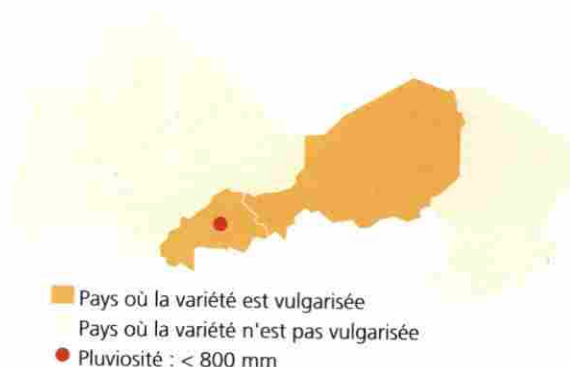 Pays où la variété est vulgarisée
Pays où la variété n'est pas vulgarisée
Pluviosité : < 800 mm